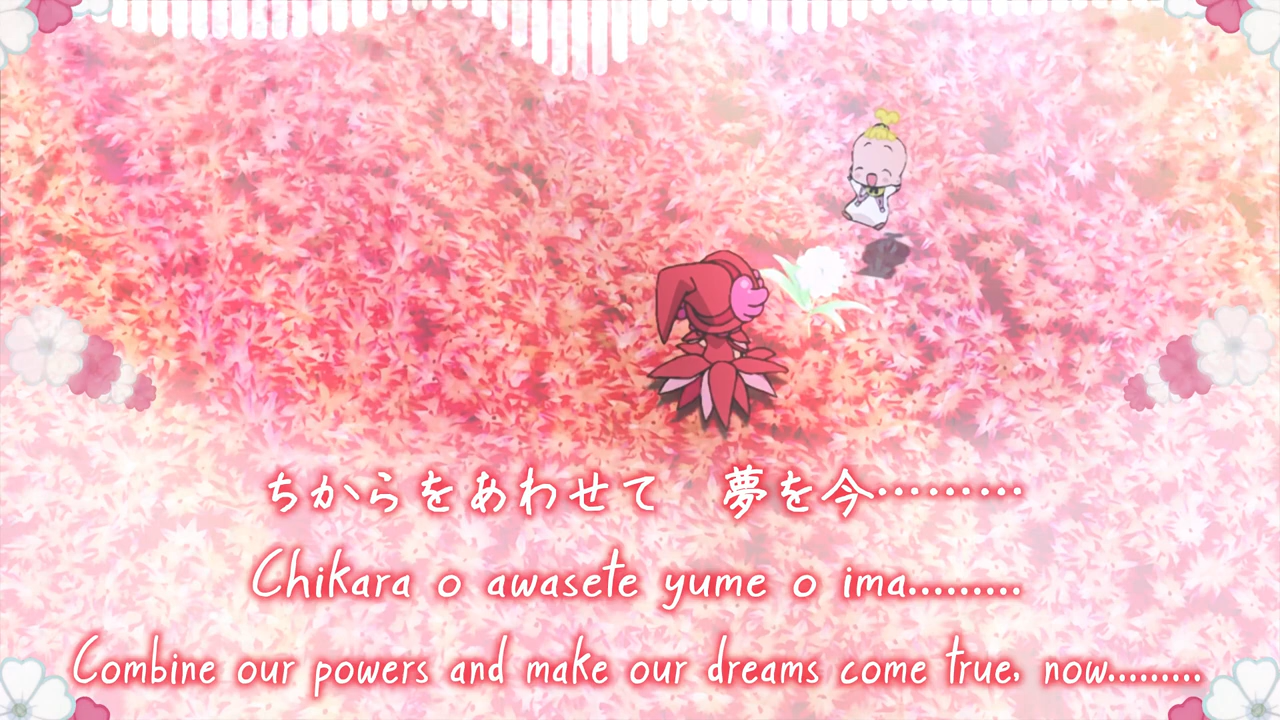 ちからをあわせて　夢を今………
Chikara o awasete yume o ima.........
Combine our powers and make our dreams come true, now.........